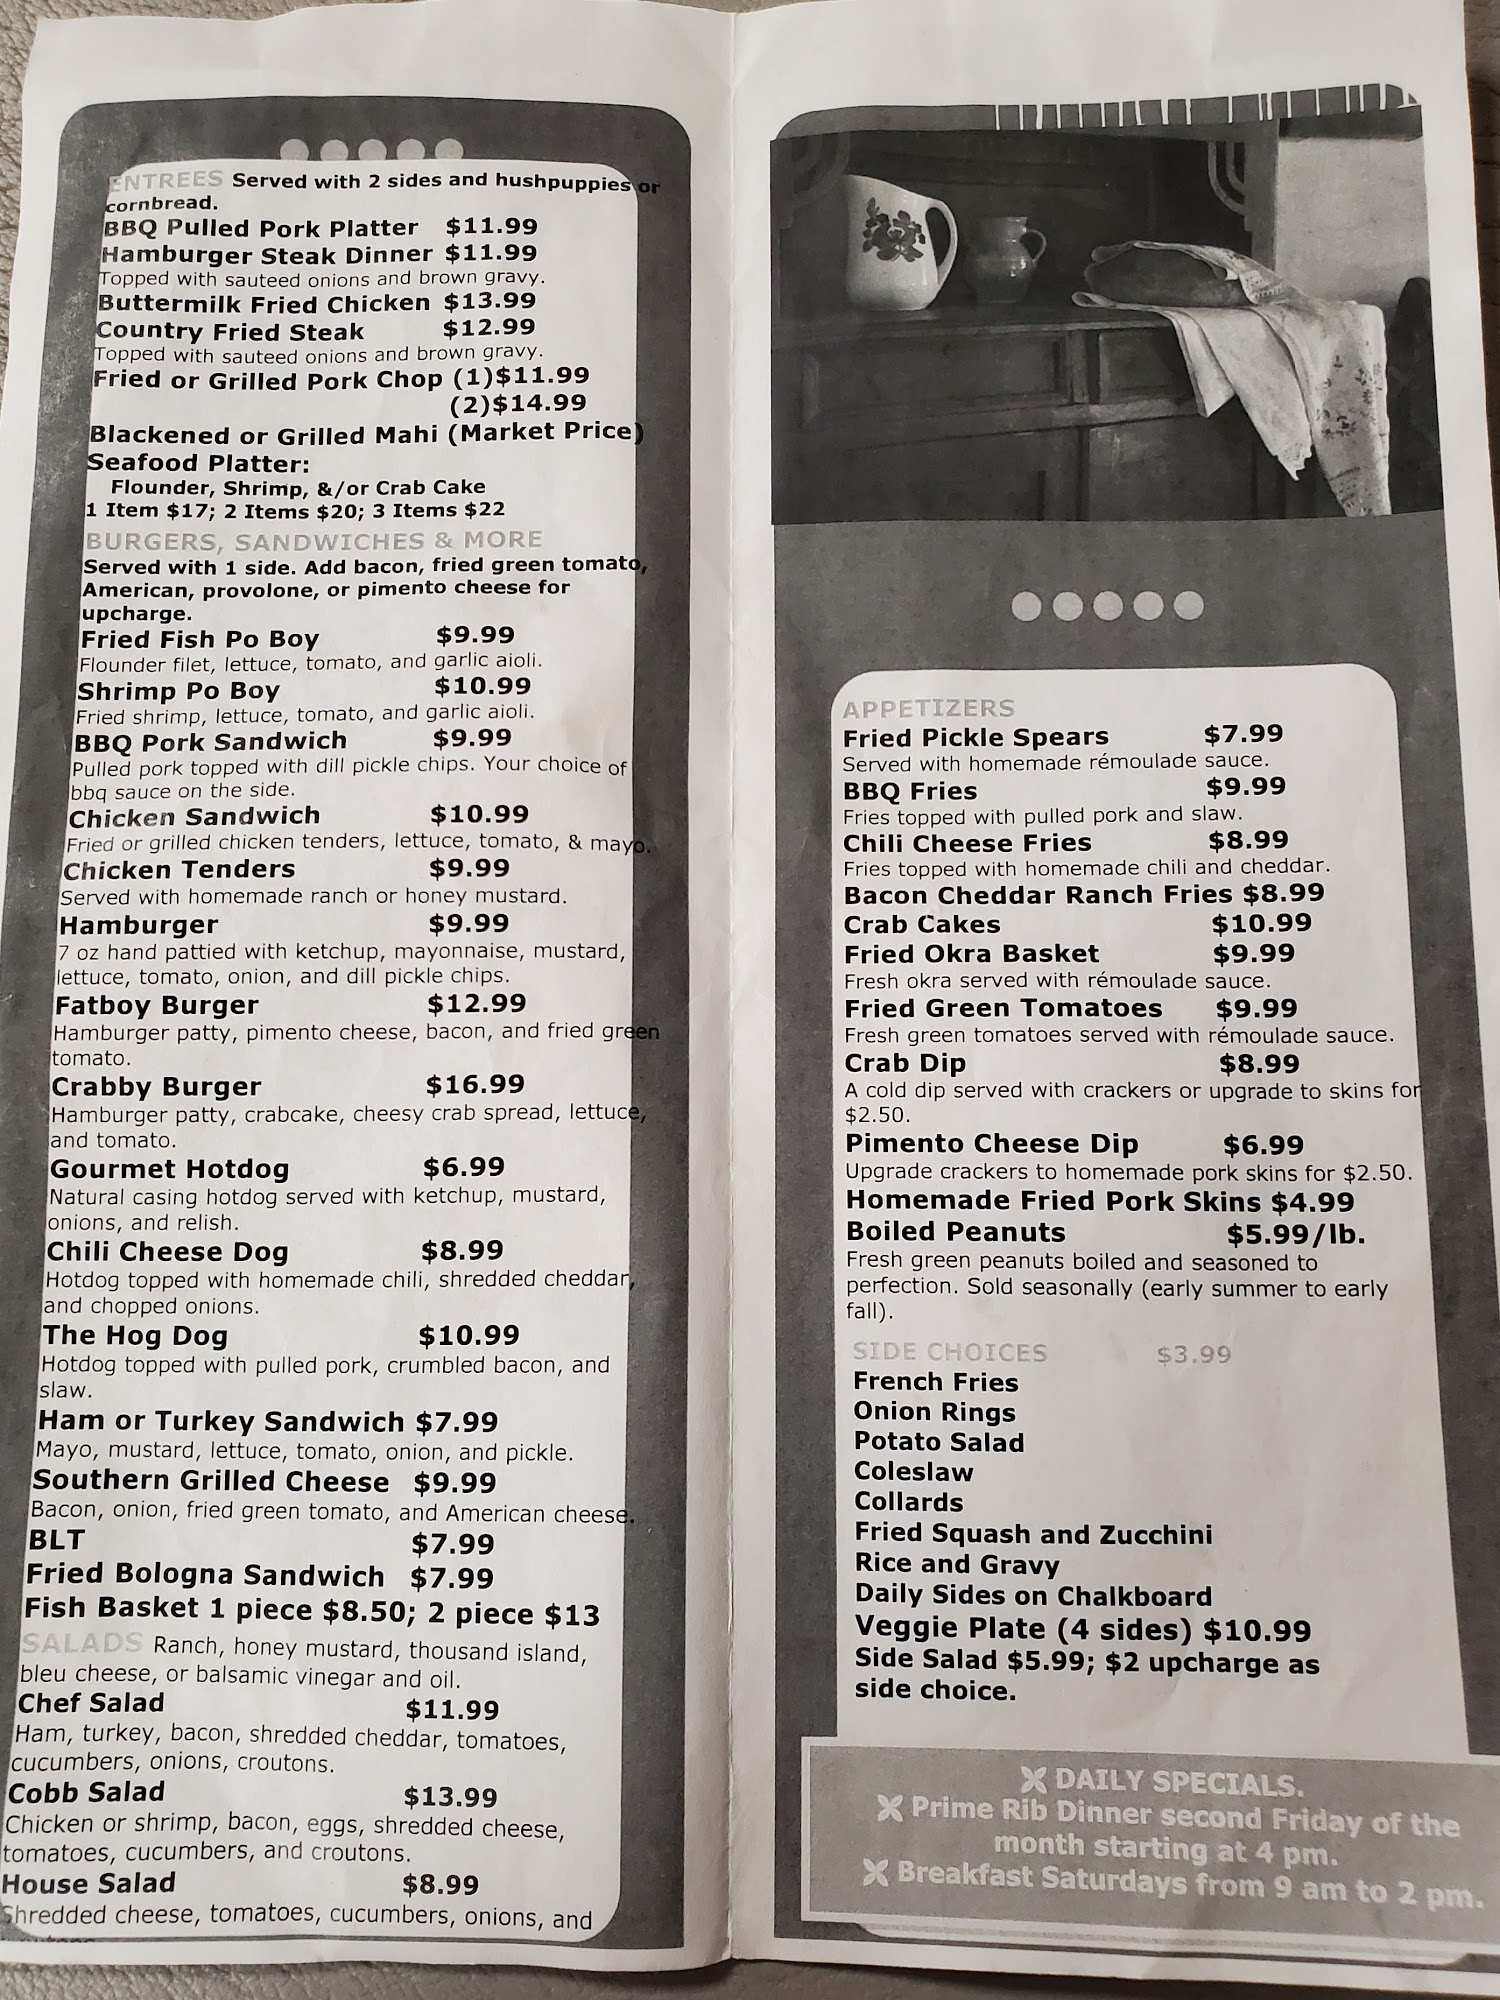 ENTREES Served with 2 sides and hushpuppies or
cornbread.
BBQ Pulled Pork Platter $11.99
Hamburger Steak Dinner $11.99
Topped with sauteed onions and brown gravy.
Buttermilk Fried Chicken $13.99
Country Fried Steak $12.99
Topped with sauteed onions and brown gravy.
Fried or Grilled Pork Chop (1)$11.99
(2)$14.99
Blackened or Grilled Mahi (Market Price)
Seafood Platter:
Flounder, Shrimp, &/or Crab Cake
1 Item $17; 2 Items $20; 3 Items $22
BURGERS, SANDWICHES & MORE
Served with 1 side. Add bacon, fried green tomato,
American, provolone, or pimento cheese for
upcharge.
Fried Fish Po Boy $9.99
Flounder filet, lettuce, tomato, and garlic aioli.
Shrimp Po Boy $10.99
Fried shrimp, lettuce, tomato, and garlic aioli.
BBQ Pork Sandwich $9.99
Pulled pork topped with dill pickle chips. Your choice of
bbq sauce on the side.
Chicken Sandwich $10.99
Fried or grilled chicken tenders, lettuce, tomato, & mayo.
Chicken Tenders $9.99
Served with homemade ranch or honey mustard.
Hamburger $9.99
7 oz hand pattied with ketchup, mayonnaise, mustard,
lettuce, tomato, onion, and dill pickle chips.
Fatboy Burger $12.99
Hamburger patty, pimento cheese, bacon, and fried green
tomato.
Crabby Burger $16.99
Hamburger patty, crabcake, cheesy crab spread, lettuce,
and tomato.
Gourmet Hotdog $6.99
Natural casing hotdog served with ketchup, mustard,
onions, and relish.
Chili Cheese Dog $8.99
Hotdog topped with homemade chili, shredded cheddar,
and chopped onions.
The Hog Dog $10.99
Hotdog topped with pulled pork, crumbled bacon, and
slaw.
Ham or Turkey Sandwich $7.99
Mayo, mustard, lettuce, tomato, onion, and pickle.
Southern Grilled Cheese $9.99
Bacon, onion, fried green tomato, and American cheese.
BLT $7.99
Fried Bologna Sandwich $7.99
Fish Basket 1 piece $8.50; 2 piece $13
SALADS Ranch, honey mustard, thousand island,
bleu cheese, or balsamic vinegar and oil.
Chef Salad $11.99
Ham, turkey, bacon, shredded cheddar, tomatoes,
cucumbers, onions, croutons.
Cobb Salad $13.99
Chicken or shrimp, bacon, eggs, shredded cheese,
tomatoes, cucumbers, and croutons.
House Salad $8.99
Shredded cheese, tomatoes, cucumbers, onions, and
APPETIZERS
Fried Pickle Spears $7.99
Served with homemade rémoulade sauce.
BBQ Fries $9.99
Fries topped with pulled pork and slaw.
Chili Cheese Fries $8.99
Fries topped with homemade chili and cheddar.
Bacon Cheddar Ranch Fries $8.99
Crab Cakes $10.99
Fried Okra Basket $9.99
Fresh okra served with rémoulade sauce.
Fried Green Tomatoes $9.99
Fresh green tomatoes served with rémoulade sauce.
Crab Dip $8.99
A cold dip served with crackers or upgrade to skins for
$2.50.
Pimento Cheese Dip $6.99
Upgrade crackers to homemade pork skins for $2.50.
Homemade Fried Pork Skins $4.99
Boiled Peanuts $5.99/lb.
Fresh green peanuts boiled and seasoned to
perfection. Sold seasonally (early summer to early
fall).
SIDE CHOICES $3.99
French Fries
Onion Rings
Potato Salad
Coleslaw
Collards
Fried Squash and Zucchini
Rice and Gravy
Daily Sides on Chalkboard
Veggie Plate (4 sides) $10.99
Side Salad $5.99; $2 upcharge as
side choice.
DAILY SPECIALS.
Prime Rib Dinner second Friday of the
month starting at 4 pm.
Breakfast Saturdays from 9 am to 2 pm.